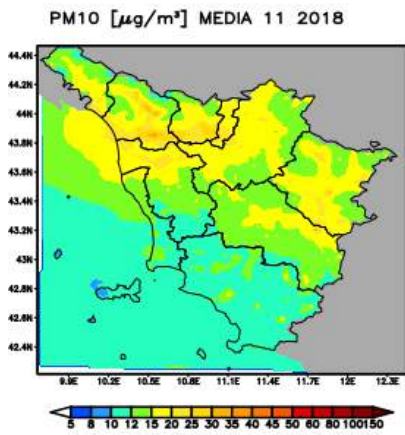 PM10 [μg/m³] MEDIA 11 2018
44.4N
44.2N
44N
43.8N
43.6N
43.4N
43.2N
43N
42.8N
42.6N
42.4N
9.9E 10.2E 10.5E 10.8E 11.1E 11.4E 11.7E 12E 12.3E
5 8 10 12 15 20 25 30 35 40 50 60 80 100 150